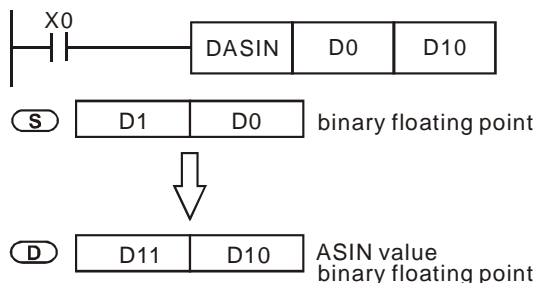 X0
DASIN D0 D10
S D1 D0 binary floating point
D D11 D10 ASIN value
binary floating point